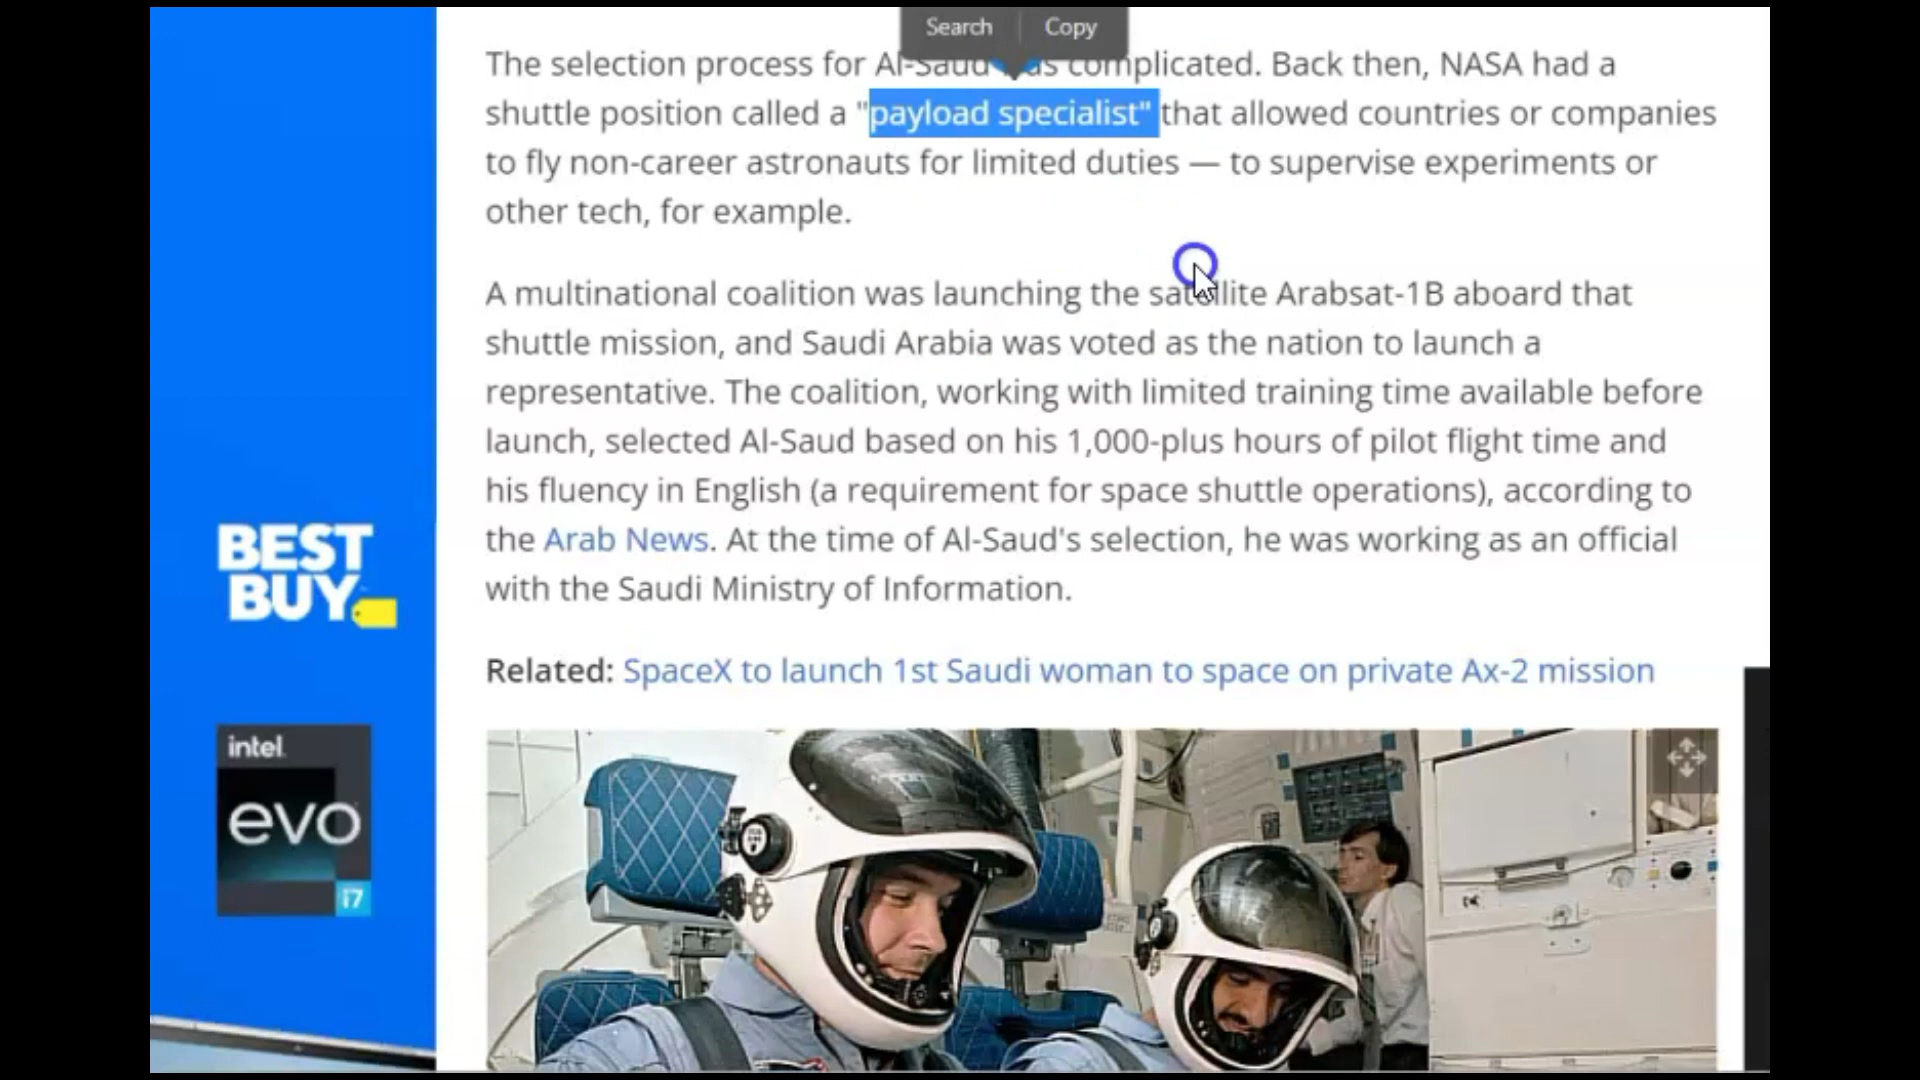 Search Copy
The selection process for Al-Saud was complicated. Back then, NASA had a
shuttle position called a "payload specialist" that allowed countries or companies
to fly non-career astronauts for limited duties — to supervise experiments or
other tech, for example.
A multinational coalition was launching the satellite Arabsat-1B aboard that
shuttle mission, and Saudi Arabia was voted as the nation to launch a
representative. The coalition, working with limited training time available before
launch, selected Al-Saud based on his 1,000-plus hours of pilot flight time and
his fluency in English (a requirement for space shuttle operations), according to
the Arab News. At the time of Al-Saud's selection, he was working as an official
with the Saudi Ministry of Information.
Related: SpaceX to launch 1st Saudi woman to space on private Ax-2 mission
BEST
BUY
intel
evo
i7